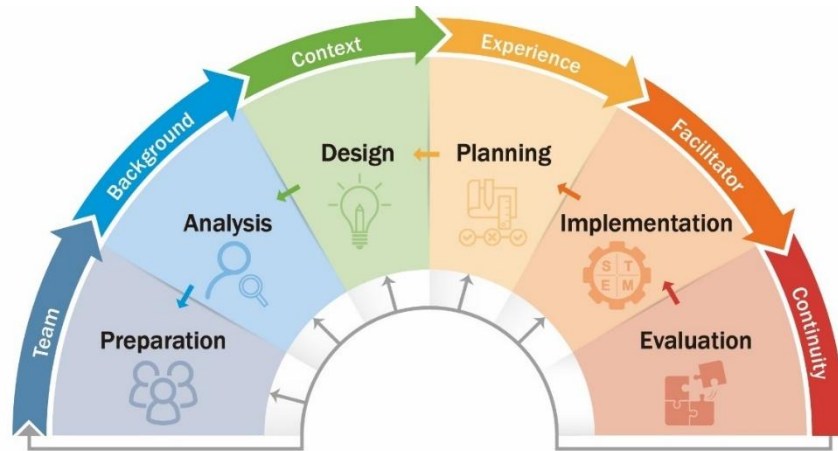 Team
Background
Context
Experience
Facilitator
Continuity
Preparation
Analysis
Design
Planning
Implementation
Evaluation
S T
E M